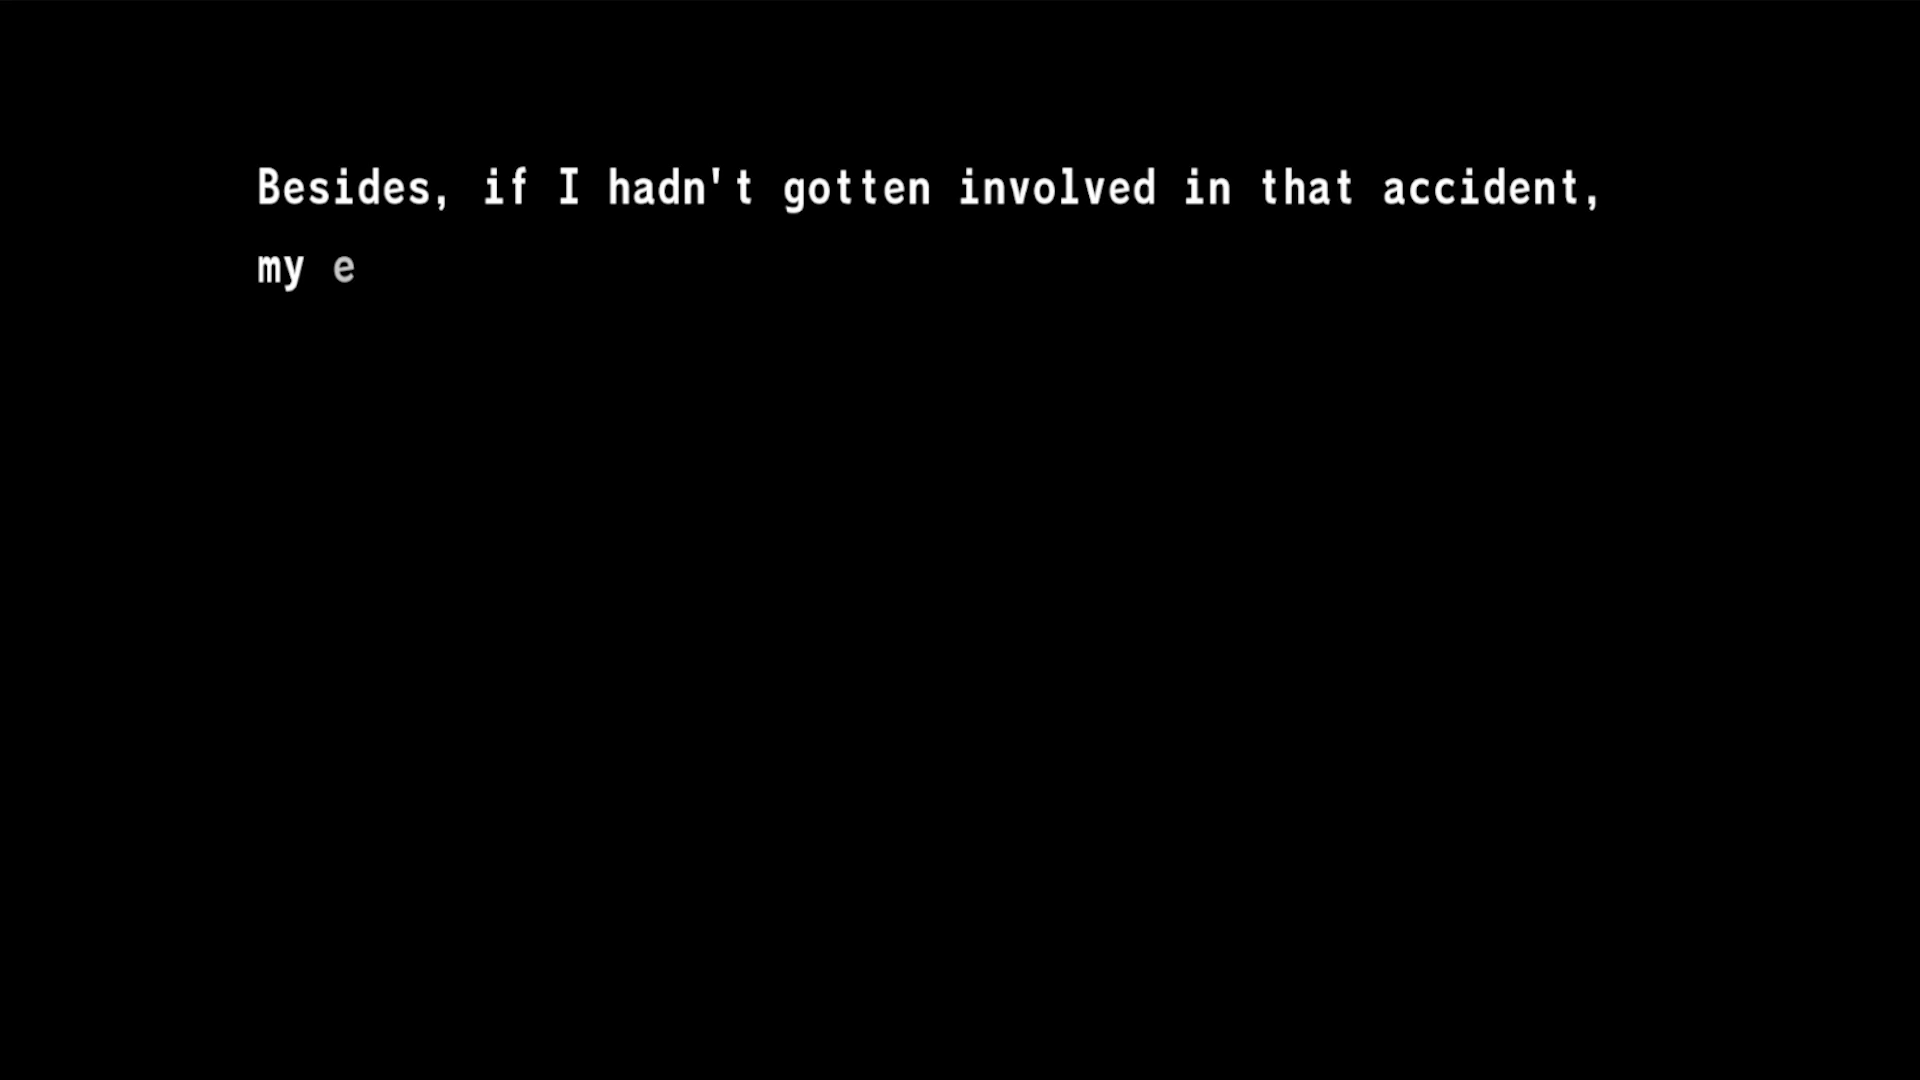 Besides, if I hadn't gotten involved in that accident,
my e